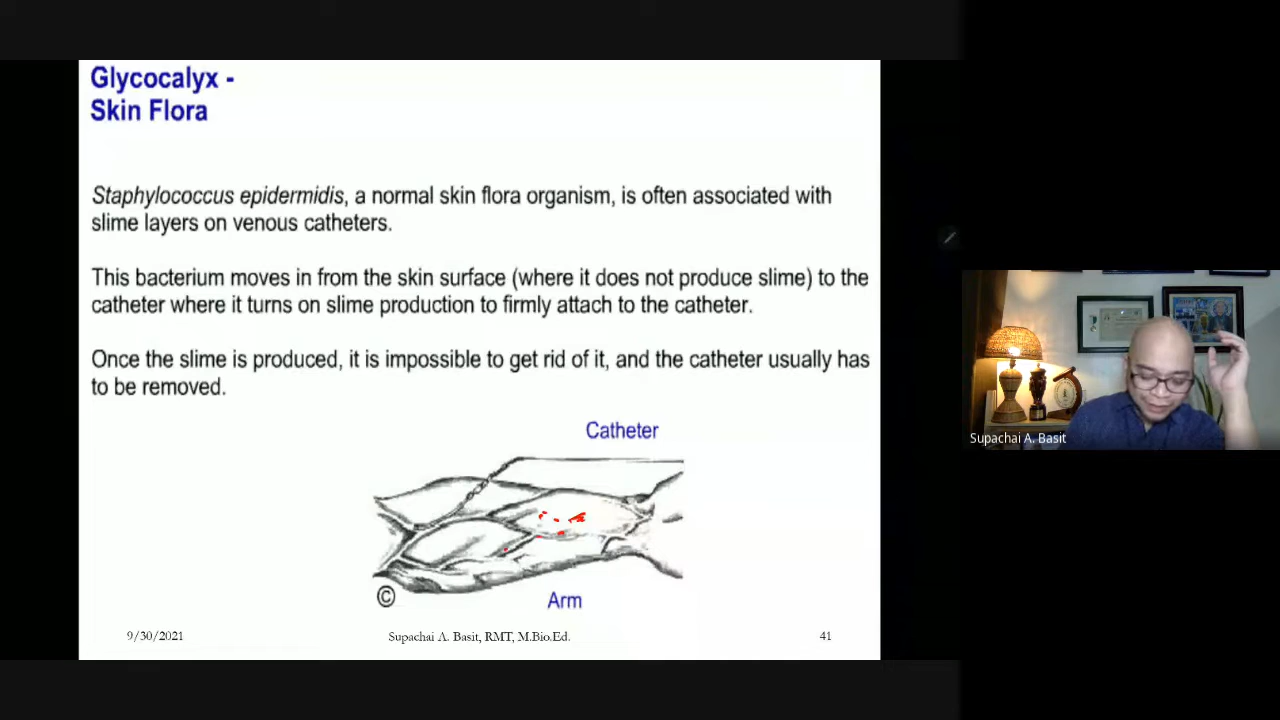 Glycocalyx -
Skin Flora
Staphylococcus epidermidis, a normal skin flora organism, is often associated with
slime layers on venous catheters.
This bacterium moves in from the skin surface (where it does not produce slime) to the
catheter where it turns on slime production to firmly attach to the catheter.
Once the slime is produced, it is impossible to get rid of it, and the catheter usually has
to be removed.
Catheter
©
Arm
9/30/2021
Supachai A. Basit, RMT, M.Bio.Ed.
41
Supachai A. Basit